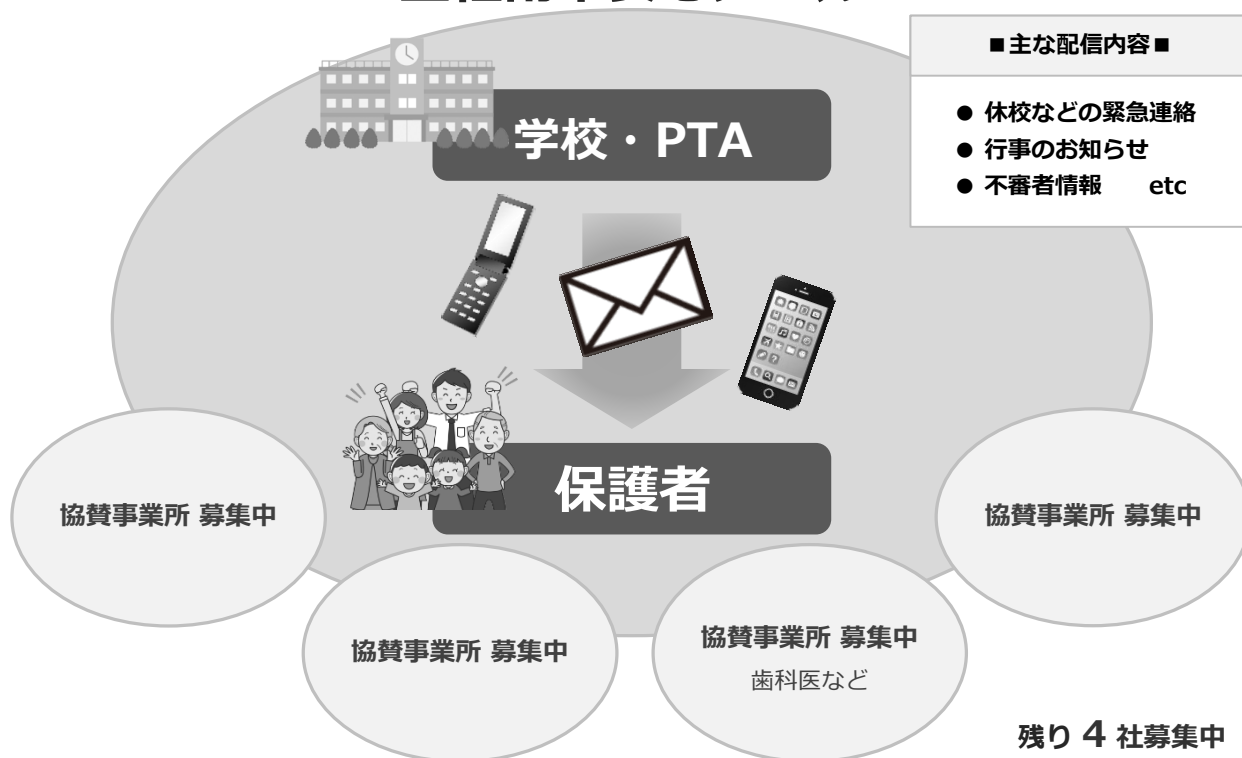 ■主な配信内容■
● 休校などの緊急連絡
● 行事のお知らせ
● 不審者情報 etc
学校・PTA
保護者
協賛事業所 募集中
協賛事業所 募集中
協賛事業所 募集中
協賛事業所 募集中
歯科医など
残り 4 社募集中